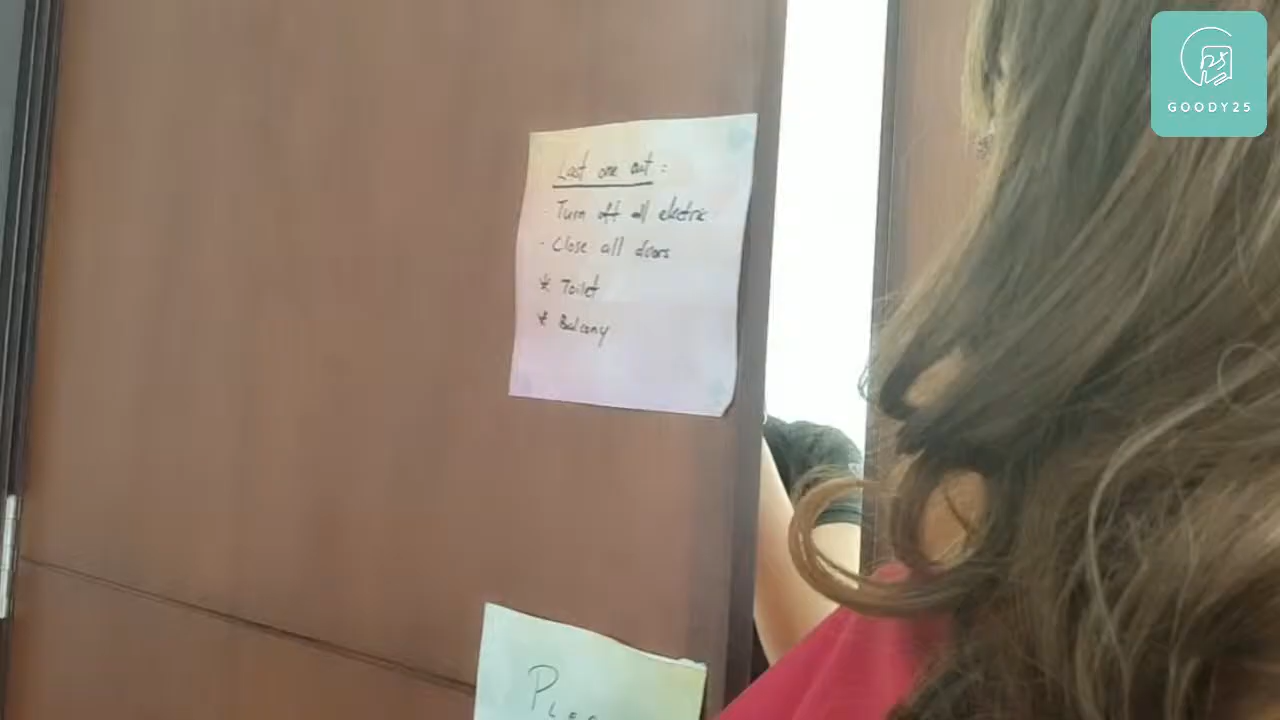 GOODY25
Last one out :
- Turn off all electric
- Close all doors
* Toilet
* Balcony